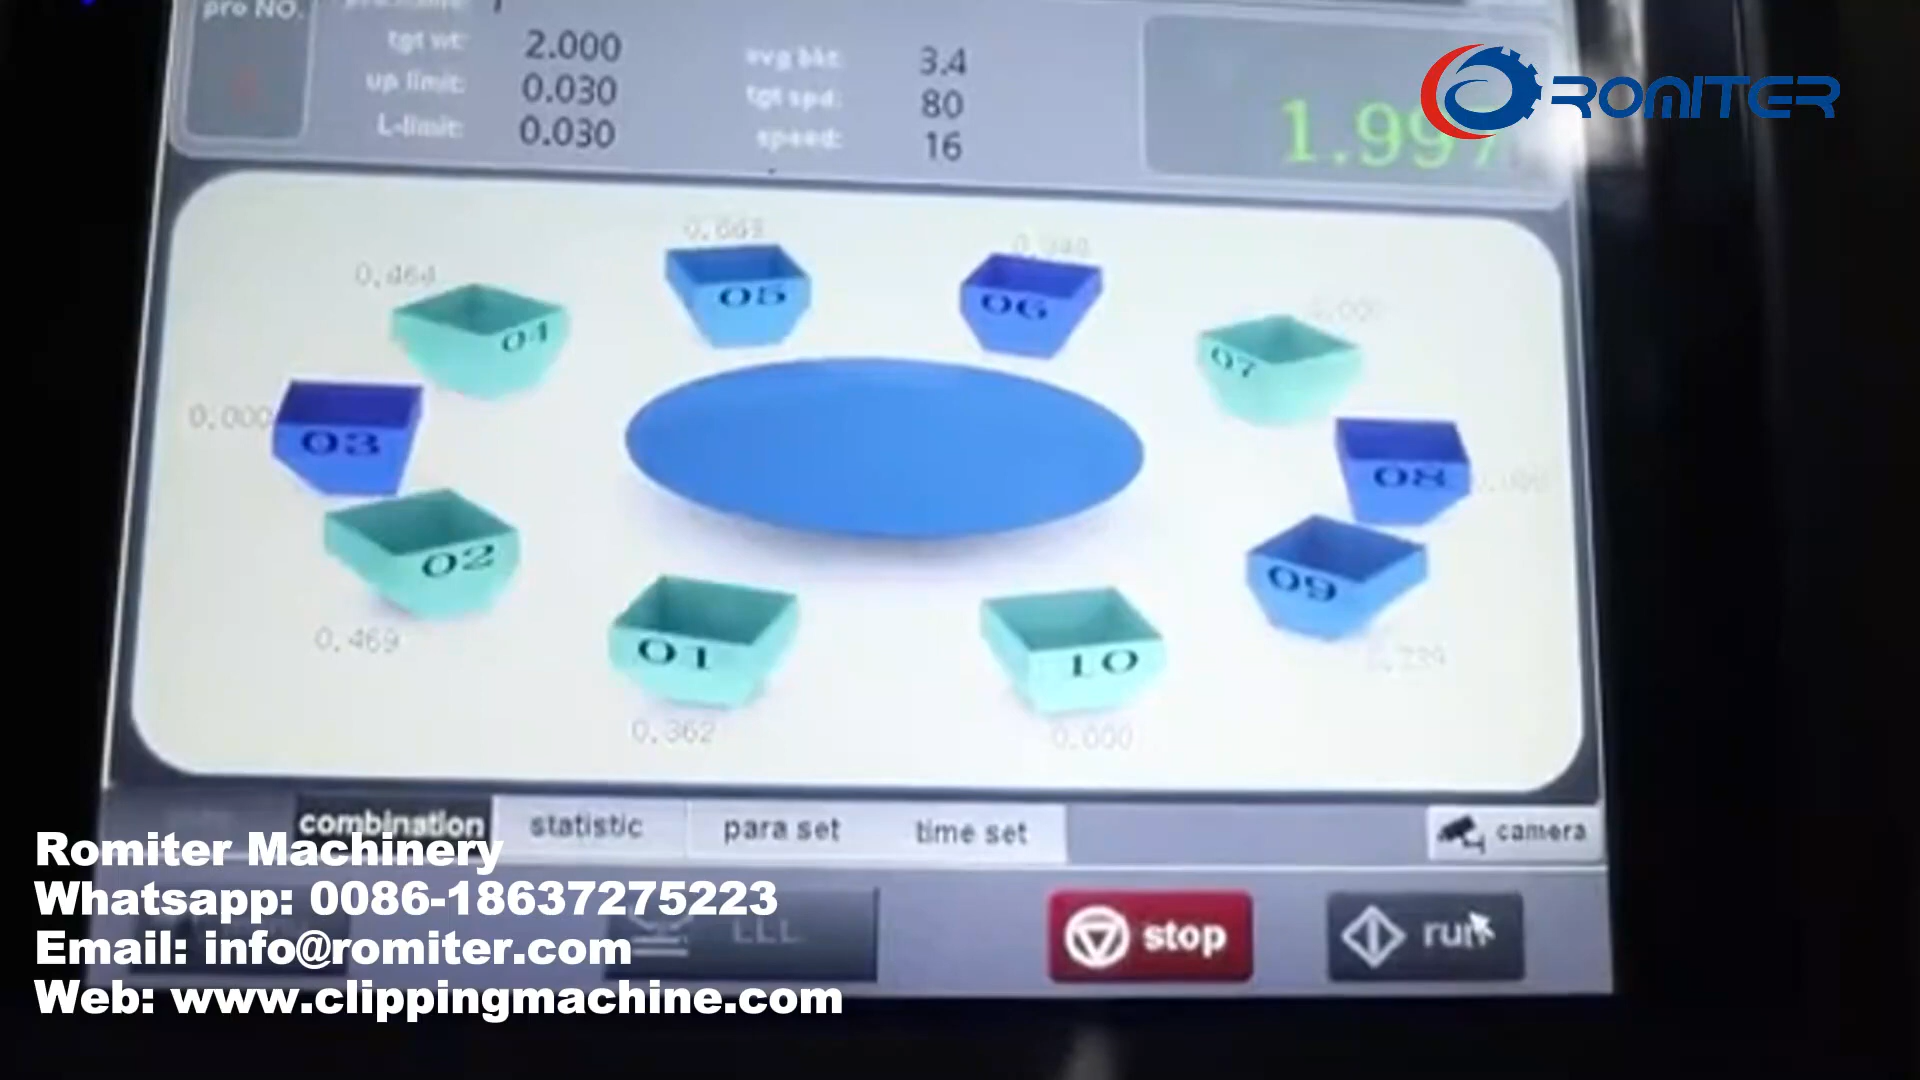 pro NO.
tgt wt: 2.000 avg bkt: 3.4
up limit: 0.030 tgt spd: 80
L-limit: 0.030 speed: 16
ROMITER
0.464
05
06
04
07
0.000
03
08
02
09
0.469
01
10
0.362
0.000
combination statistic para set time set camera
stop run
Romiter Machinery
Whatsapp: 0086-18637275223
Email: info@romiter.com
Web: www.clippingmachine.com